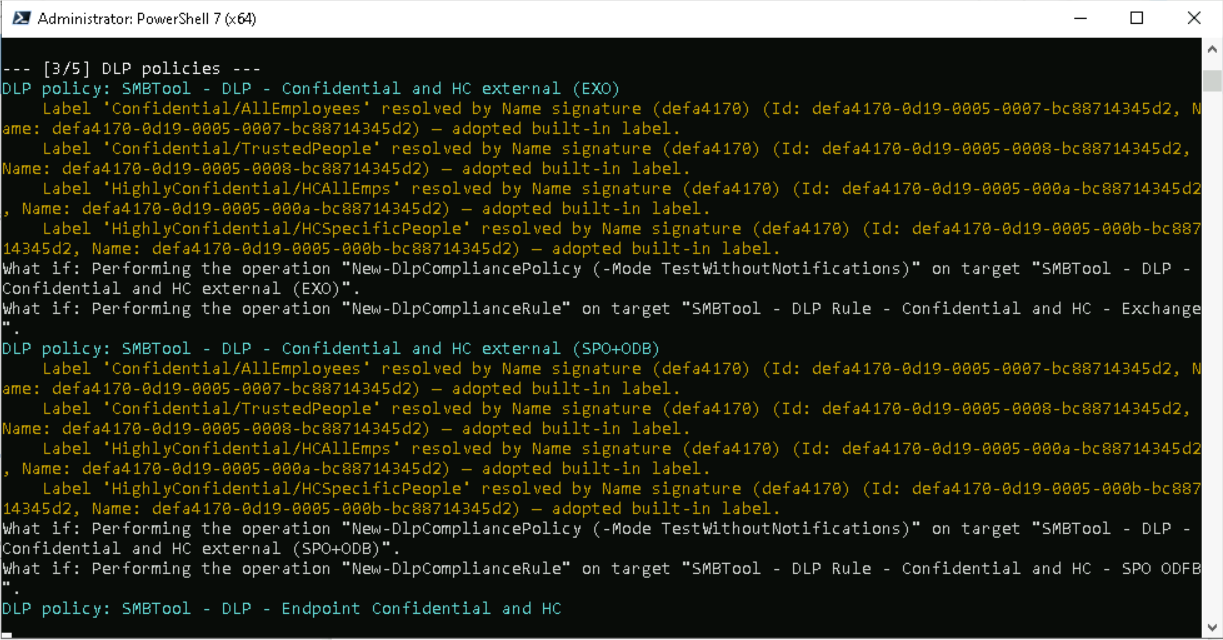 Administrator: PowerShell 7 (x64)
--- [3/5] DLP policies ---
DLP policy: SMBTool - DLP - Confidential and HC external (EXO)
    Label 'Confidential/AllEmployees' resolved by Name signature (defa4170) (Id: defa4170-0d19-0005-0007-bc88714345d2, N
ame: defa4170-0d19-0005-0007-bc88714345d2) — adopted built-in label.
    Label 'Confidential/TrustedPeople' resolved by Name signature (defa4170) (Id: defa4170-0d19-0005-0008-bc88714345d2,
Name: defa4170-0d19-0005-0008-bc88714345d2) — adopted built-in label.
    Label 'HighlyConfidential/HCAllEmps' resolved by Name signature (defa4170) (Id: defa4170-0d19-0005-000a-bc88714345d2
, Name: defa4170-0d19-0005-000a-bc88714345d2) — adopted built-in label.
    Label 'HighlyConfidential/HCSpecificPeople' resolved by Name signature (defa4170) (Id: defa4170-0d19-0005-000b-bc887
14345d2, Name: defa4170-0d19-0005-000b-bc88714345d2) — adopted built-in label.
What if: Performing the operation "New-DlpCompliancePolicy (-Mode TestWithoutNotifications)" on target "SMBTool - DLP -
Confidential and HC external (EXO)".
What if: Performing the operation "New-DlpComplianceRule" on target "SMBTool - DLP Rule - Confidential and HC - Exchange
".
DLP policy: SMBTool - DLP - Confidential and HC external (SPO+ODB)
    Label 'Confidential/AllEmployees' resolved by Name signature (defa4170) (Id: defa4170-0d19-0005-0007-bc88714345d2, N
ame: defa4170-0d19-0005-0007-bc88714345d2) — adopted built-in label.
    Label 'Confidential/TrustedPeople' resolved by Name signature (defa4170) (Id: defa4170-0d19-0005-0008-bc88714345d2,
Name: defa4170-0d19-0005-0008-bc88714345d2) — adopted built-in label.
    Label 'HighlyConfidential/HCAllEmps' resolved by Name signature (defa4170) (Id: defa4170-0d19-0005-000a-bc88714345d2
, Name: defa4170-0d19-0005-000a-bc88714345d2) — adopted built-in label.
    Label 'HighlyConfidential/HCSpecificPeople' resolved by Name signature (defa4170) (Id: defa4170-0d19-0005-000b-bc887
14345d2, Name: defa4170-0d19-0005-000b-bc88714345d2) — adopted built-in label.
What if: Performing the operation "New-DlpCompliancePolicy (-Mode TestWithoutNotifications)" on target "SMBTool - DLP -
Confidential and HC external (SPO+ODB)".
What if: Performing the operation "New-DlpComplianceRule" on target "SMBTool - DLP Rule - Confidential and HC - SPO ODFB
".
DLP policy: SMBTool - DLP - Endpoint Confidential and HC